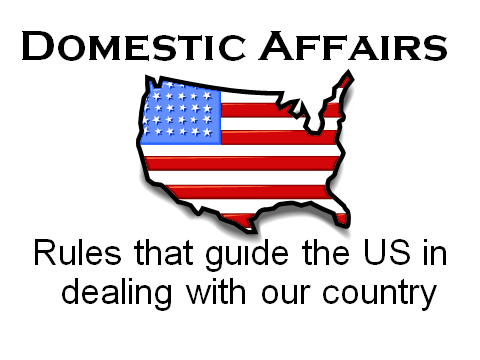 DOMESTIC AFFAIRS
Rules that guide the US in
dealing with our country